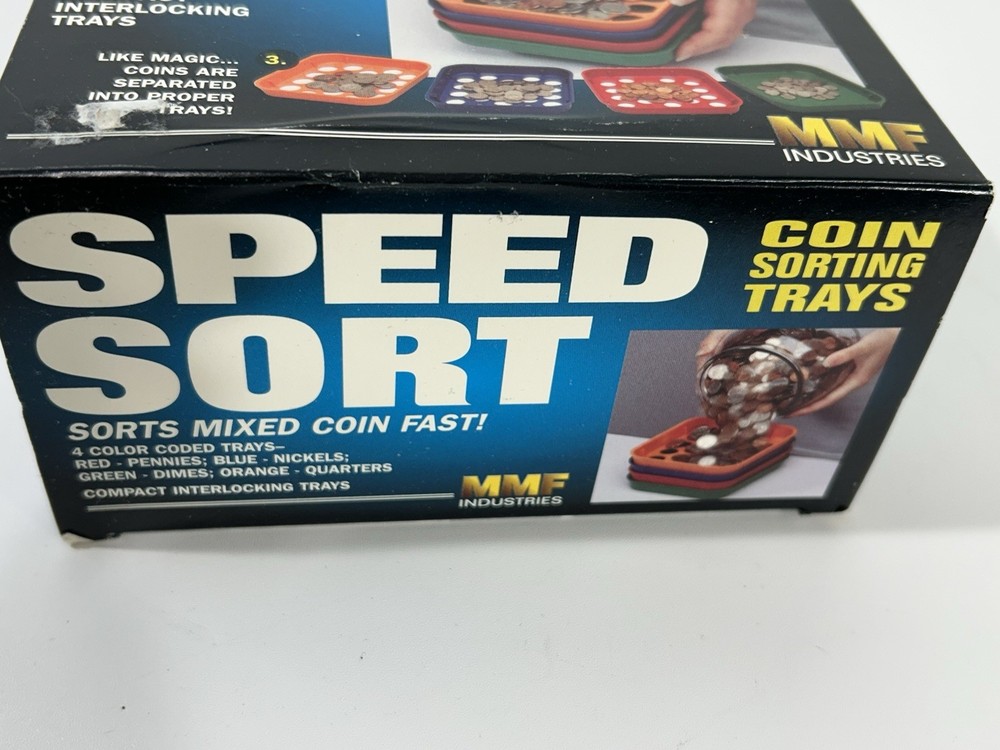 INTERLOCKING
TRAYS
LIKE MAGIC...
COINS ARE
SEPARATED
INTO PROPER
TRAYS!
3.
MMF
INDUSTRIES
SPEED
SORT
COIN
SORTING
TRAYS
SORTS MIXED COIN FAST!
4 COLOR CODED TRAYS–
RED - PENNIES; BLUE - NICKELS;
GREEN - DIMES; ORANGE - QUARTERS
COMPACT INTERLOCKING TRAYS
MMF
INDUSTRIES